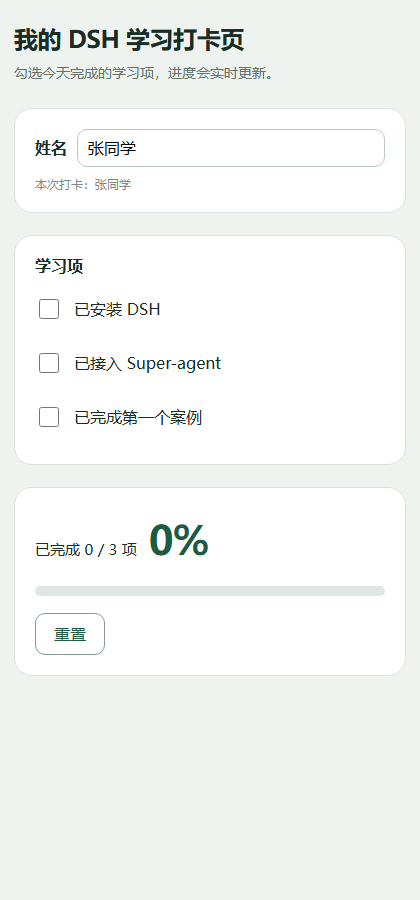 我的 DSH 学习打卡页
勾选今天完成的学习项，进度会实时更新。
姓名 张同学
本次打卡：张同学
学习项
已安装 DSH
已接入 Super-agent
已完成第一个案例
已完成 0 / 3 项 0%
重置